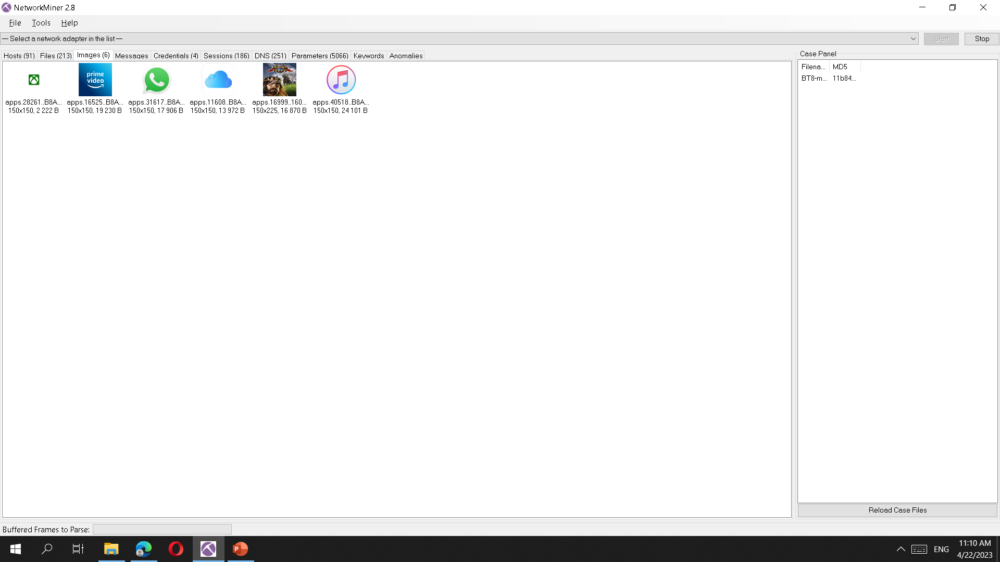 NetworkMiner 2.8
File Tools Help
— Select a network adapter in the list —
Start
Stop
Hosts (91) Files (213) Images (6) Messages Credentials (4) Sessions (186) DNS (251) Parameters (5066) Keywords Anomalies
Case Panel
Filena... MD5
BT8-m... 11b84...
prime video
apps.28261..B8A... apps.16525..B8A... apps.31617..B8A... apps.11608..B8A... apps.16999..160... apps.40518..B8A...
150x150, 2 222 B 150x150, 19 230 B 150x150, 17 906 B 150x150, 13 972 B 150x225, 16 870 B 150x150, 24 101 B
Reload Case Files
Buffered Frames to Parse:
P
ENG
11:10 AM
4/22/2023